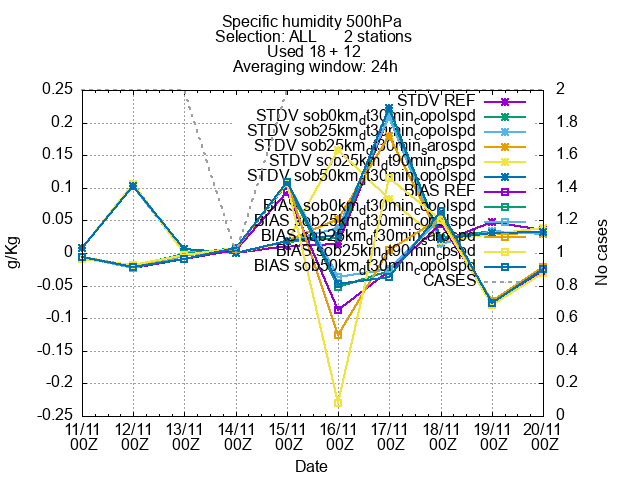 Specific humidity 500hPa
Selection: ALL 2 stations
Used 18 + 12
Averaging window: 24h
0.25
0.2
0.15
0.1
0.05
0
-0.05
-0.1
-0.15
-0.2
-0.25
g/Kg
STDV REF
STDV sob0km_dt30min_copolspd
STDV sob25km_dt30min_copolspd
STDV sob25km_dt30min_sarospd
STDV sob25km_dt90min_cpspd
STDV sob50km_dt30min_copolspd
BIAS REF
BIAS sob0km_dt30min_copolspd
BIAS sob25km_dt30min_copolspd
BIAS sob25km_dt30min_sarospd
BIAS sob25km_dt90min_cpspd
BIAS sob50km_dt30min_copolspd
CASES
2
1.8
1.6
1.4
1.2
1
0.8
0.6
0.4
0.2
0
No cases
11/11 12/11 13/11 14/11 15/11 16/11 17/11 18/11 19/11 20/11
00Z 00Z 00Z 00Z 00Z 00Z 00Z 00Z 00Z 00Z
Date